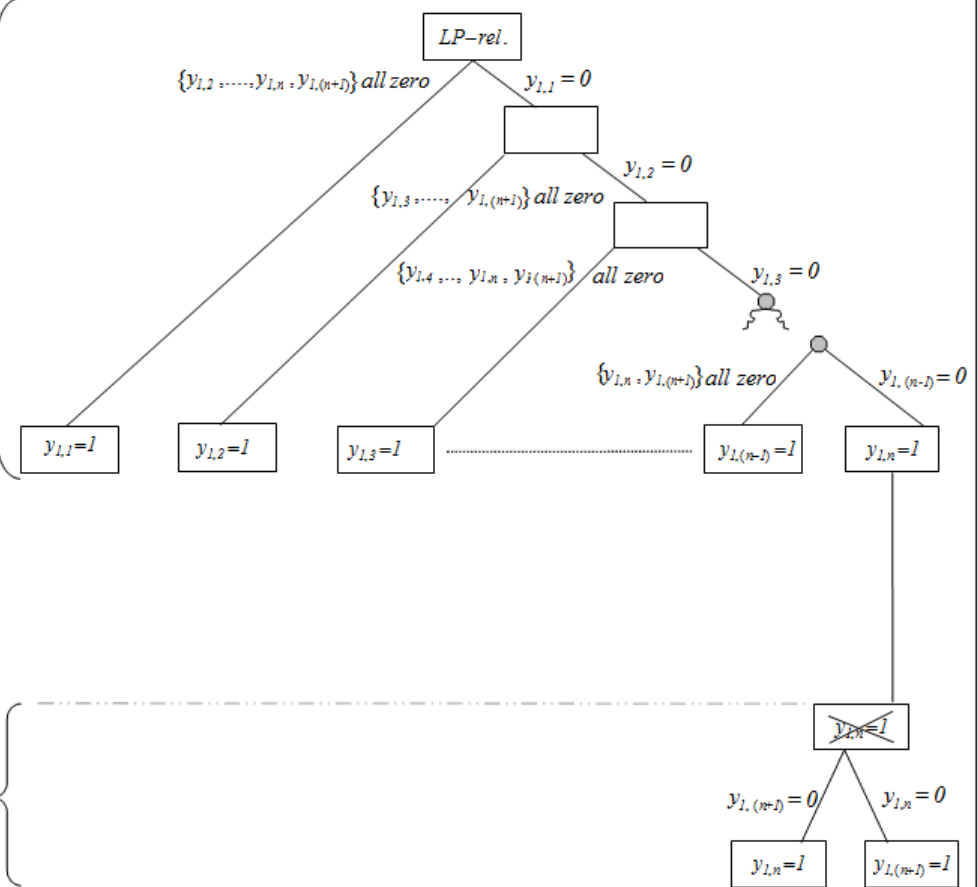 LP–rel.
{y1,2 ,....,y1,n , y1,(n+1)} all zero
y1,1 = 0
y1,2 = 0
{y1,3 ,...., y1,(n+1)} all zero
{y1,4 ,.., y1,n , y1,(n+1)} all zero
y1,3 = 0
{y1,n , y1,(n+1)} all zero
y1, (n-1) = 0
y1,1=1
y1,2=1
y1,3=1
y1,(n–1)=1
y1,n=1
y1,n=1
y1, (n+1) = 0
y1,n = 0
y1,n=1
y1,(n+1)=1